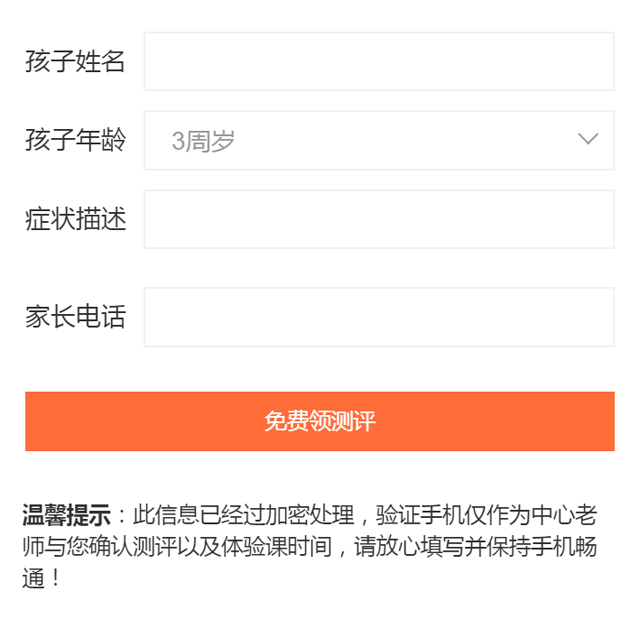 孩子姓名
孩子年龄 3周岁
症状描述
家长电话
免费领测评
温馨提示：此信息已经过加密处理，验证手机仅作为中心老
师与您确认测评以及体验课时间，请放心填写并保持手机畅
通！